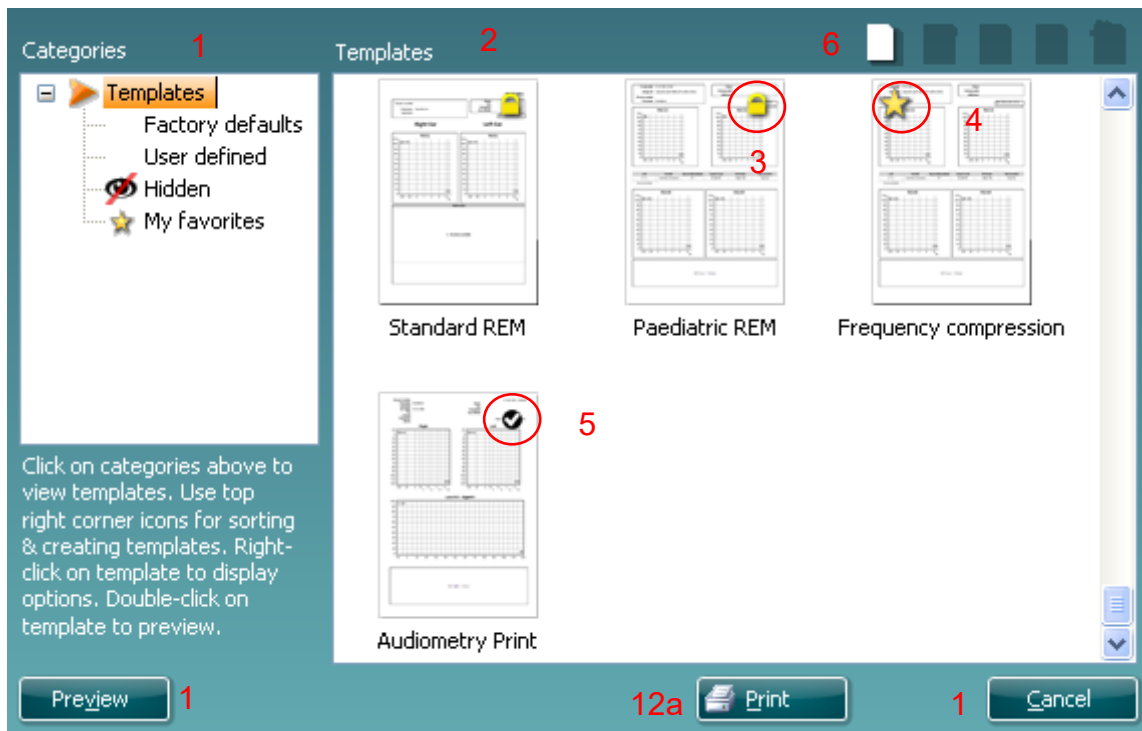 Categories 1
Templates 2
6
Templates
Factory defaults
User defined
Hidden
My favorites
3
4
Standard REM
Paediatric REM
Frequency compression
5
Audiometry Print
Click on categories above to
view templates. Use top
right corner icons for sorting
& creating templates. Right-
click on template to display
options. Double-click on
template to preview.
Preview 1
12a Print
1 Cancel